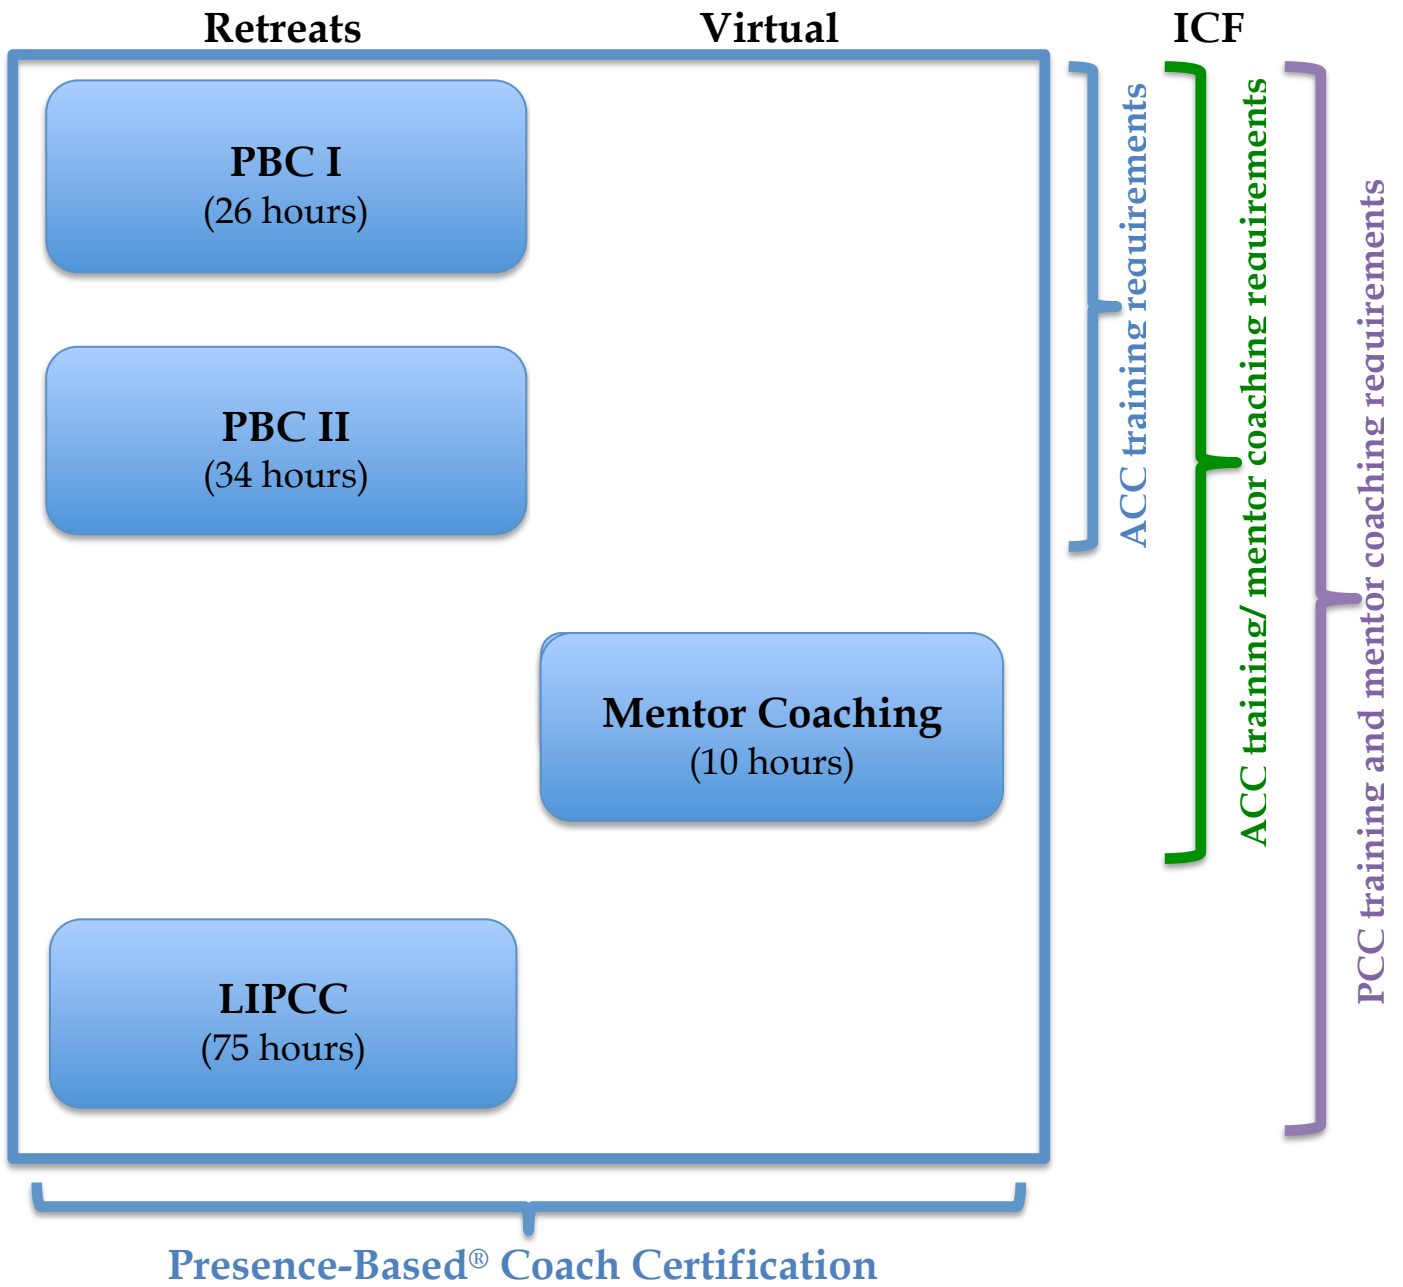 Retreats
Virtual
ICF
PBC I
(26 hours)
PBC II
(34 hours)
Mentor Coaching
(10 hours)
LIPCC
(75 hours)
ACC training requirements
ACC training/ mentor coaching requirements
PCC training and mentor coaching requirements
Presence-Based® Coach Certification